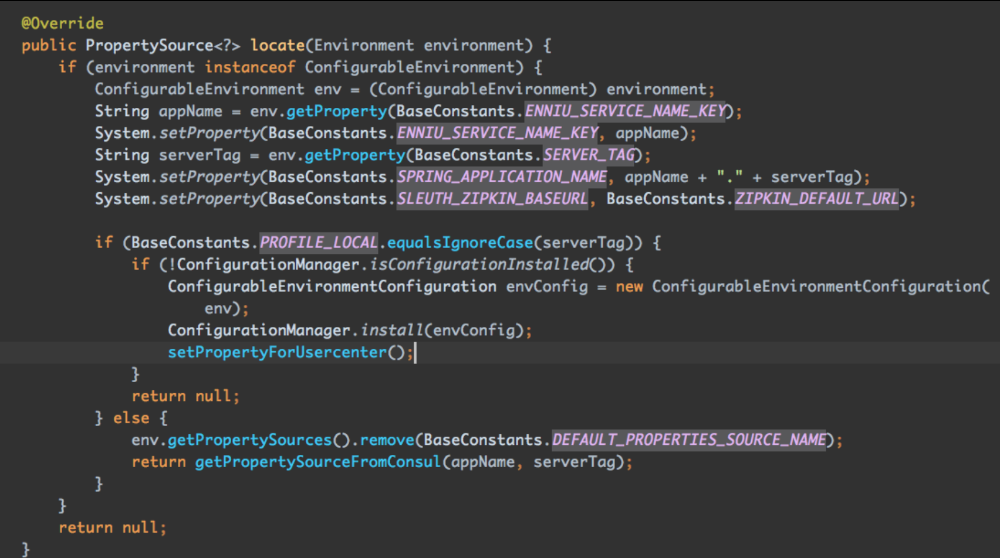 @Override
public PropertySource<?> locate(Environment environment) {
if (environment instanceof ConfigurableEnvironment) {
ConfigurableEnvironment env = (ConfigurableEnvironment) environment;
String appName = env.getProperty(BaseConstants.ENNIU_SERVICE_NAME_KEY);
System.setProperty(BaseConstants.ENNIU_SERVICE_NAME_KEY, appName);
String serverTag = env.getProperty(BaseConstants.SERVER_TAG);
System.setProperty(BaseConstants.SPRING_APPLICATION_NAME, appName + "." + serverTag);
System.setProperty(BaseConstants.SLEUTH_ZIPKIN_BASEURL, BaseConstants.ZIPKIN_DEFAULT_URL);
if (BaseConstants.PROFILE_LOCAL.equalsIgnoreCase(serverTag)) {
if (!ConfigurationManager.isConfigurationInstalled()) {
ConfigurableEnvironmentConfiguration envConfig = new ConfigurableEnvironmentConfiguration(
env);
ConfigurationManager.install(envConfig);
setPropertyForUsercenter();
}
return null;
} else {
env.getPropertySources().remove(BaseConstants.DEFAULT_PROPERTIES_SOURCE_NAME);
return getPropertySourceFromConsul(appName, serverTag);
}
}
return null;
}